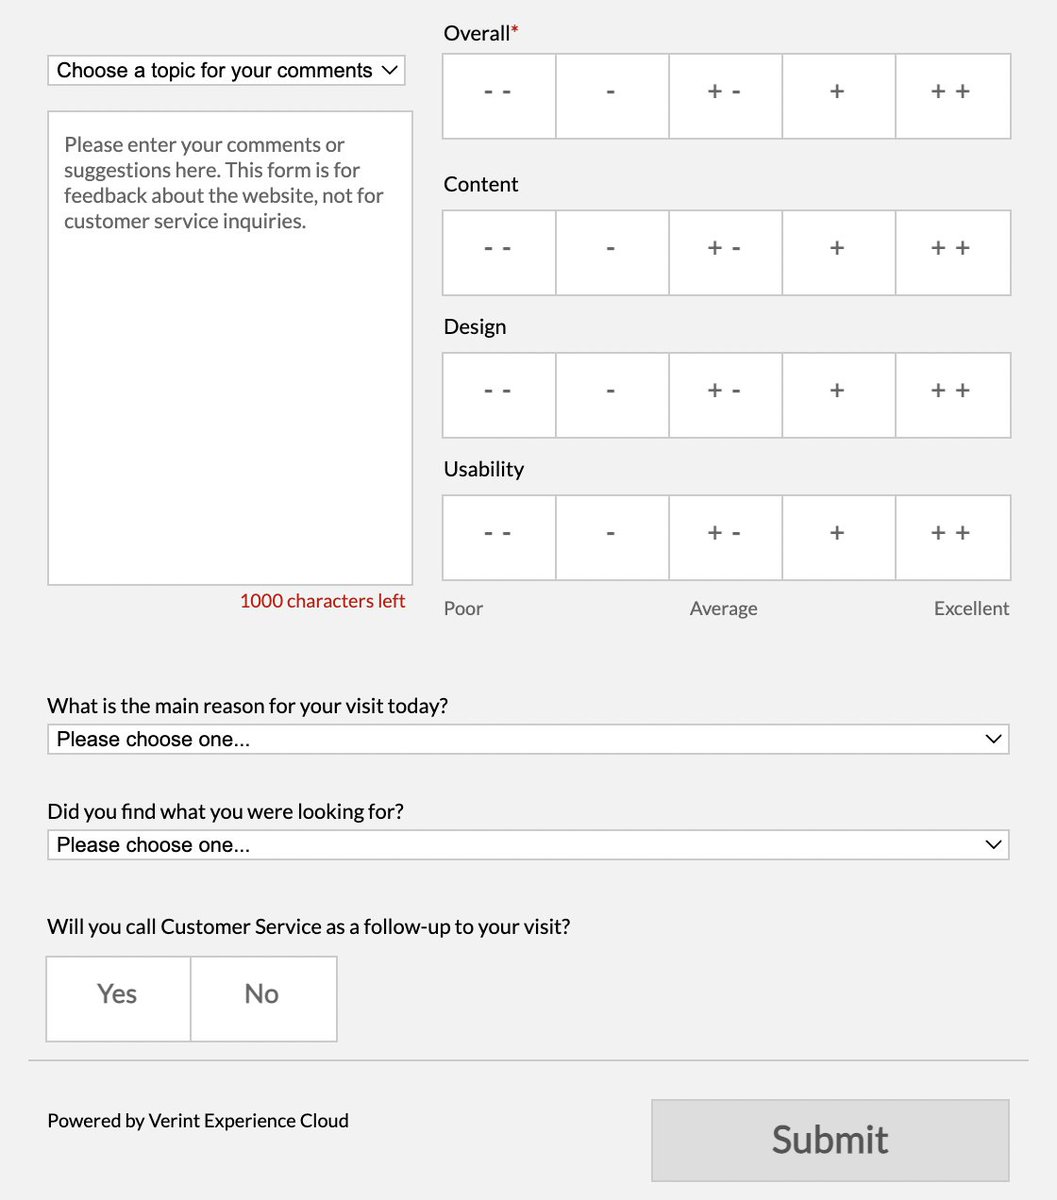 Choose a topic for your comments
Please enter your comments or
suggestions here. This form is for
feedback about the website, not for
customer service inquiries.
1000 characters left
Overall*
- - - + - + + +
Content
- - - + - + + +
Design
- - - + - + + +
Usability
- - - + - + + +
Poor Average Excellent
What is the main reason for your visit today?
Please choose one...
Did you find what you were looking for?
Please choose one...
Will you call Customer Service as a follow-up to your visit?
Yes No
Powered by Verint Experience Cloud
Submit